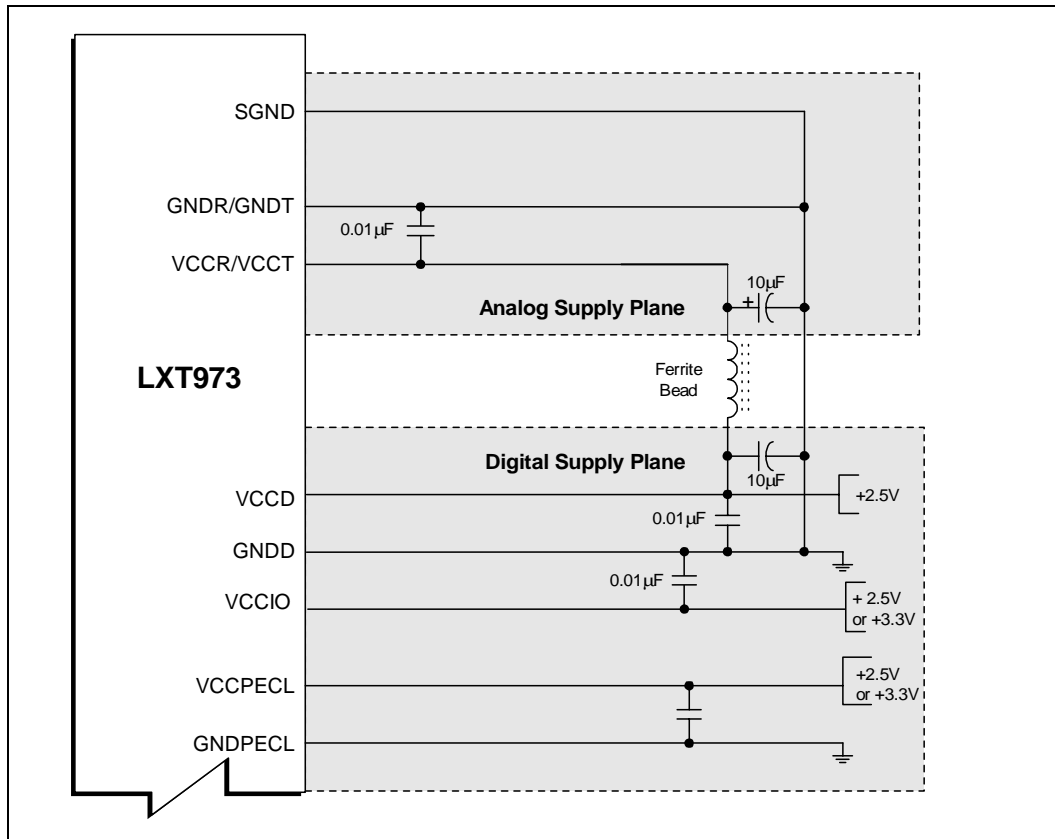 SGND
GNDR/GNDT
0.01µF
VCCR/VCCT
10µF
+
Analog Supply Plane
LXT973
Ferrite
Bead
Digital Supply Plane
10µF
VCCD
+2.5V
0.01µF
GNDD
0.01µF
VCCIO
+ 2.5V
or +3.3V
VCCPECL
+2.5V
or +3.3V
GNDPECL